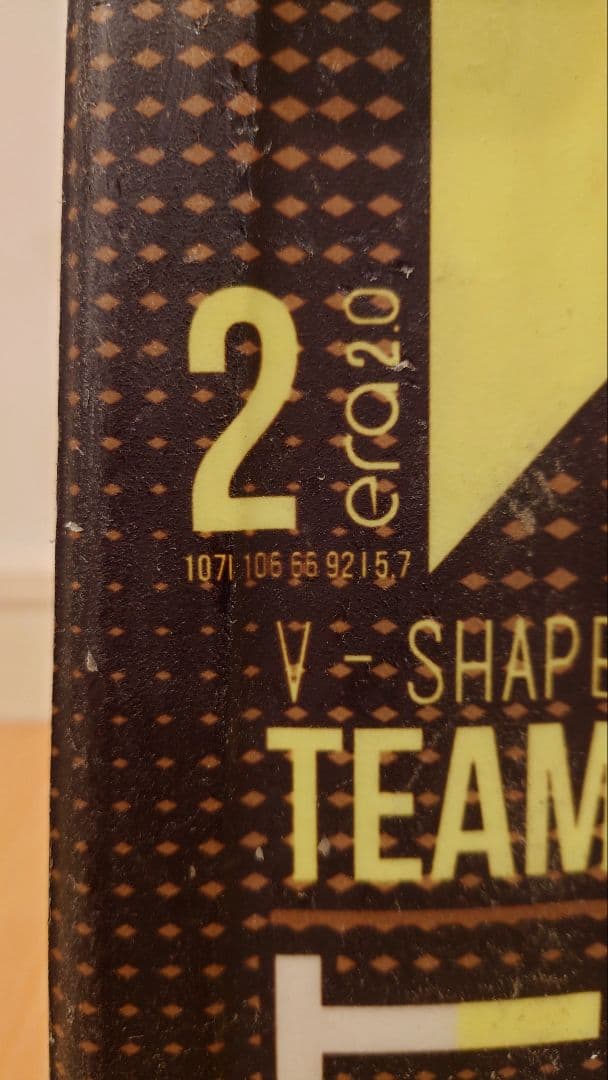 2
era 2.0
107| 106 66 92 | 5,7
V - SHAPE
TEAM